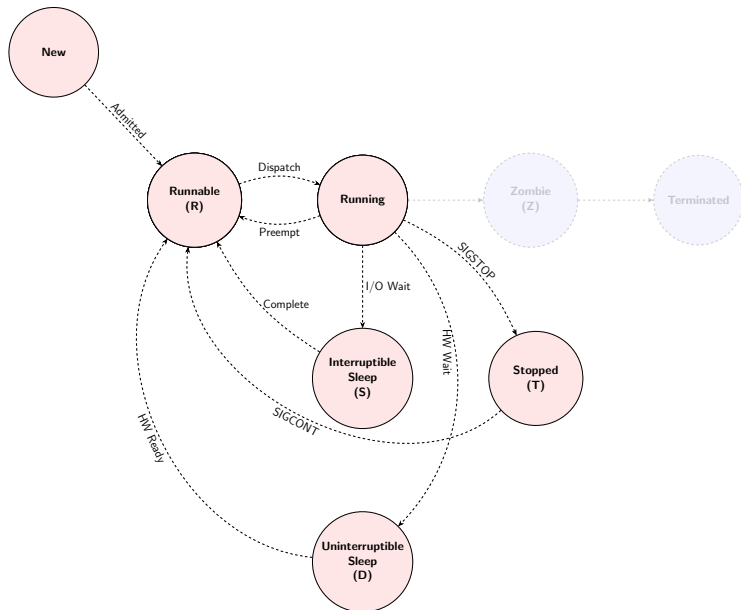 New
Admitted
Dispatch
Runnable
(R)
Running
Zombie
(Z)
Terminated
Preempt
SIGSTOP
I/O Wait
Complete
HW Wait
Interruptible
Sleep
(S)
Stopped
(T)
SIGCONT
HW Ready
Uninterruptible
Sleep
(D)